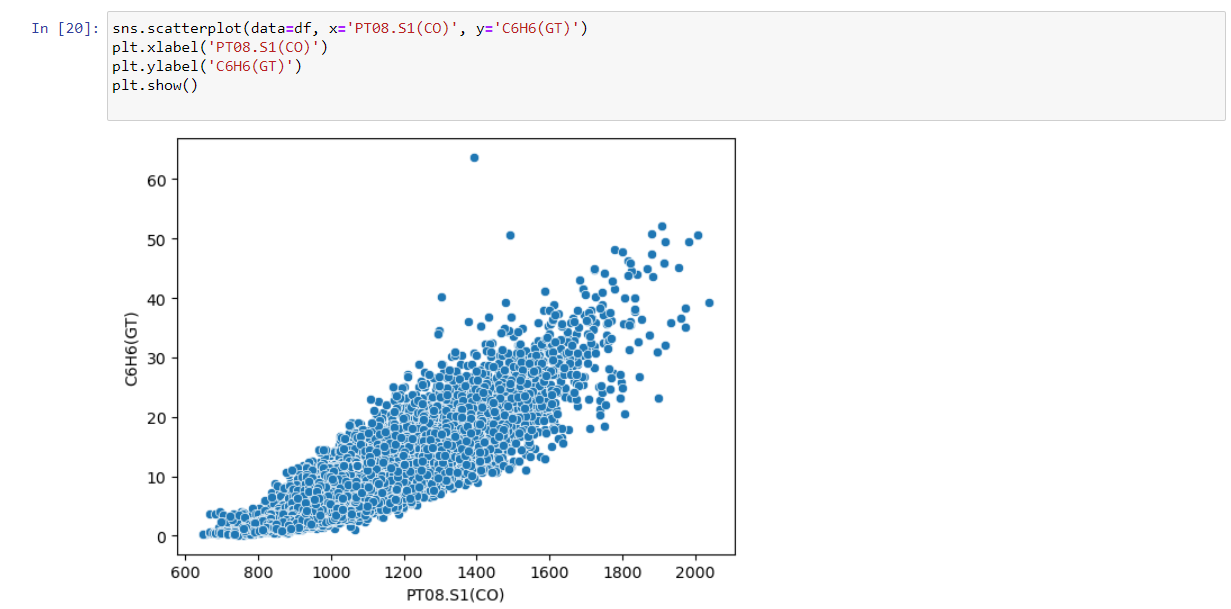 In [20]: sns.scatterplot(data=df, x='PT08.S1(CO)', y='C6H6(GT)')
plt.xlabel('PT08.S1(CO)')
plt.ylabel('C6H6(GT)')
plt.show()
60
50
40
30
20
10
0
C6H6(GT)
600 800 1000 1200 1400 1600 1800 2000
PT08.S1(CO)